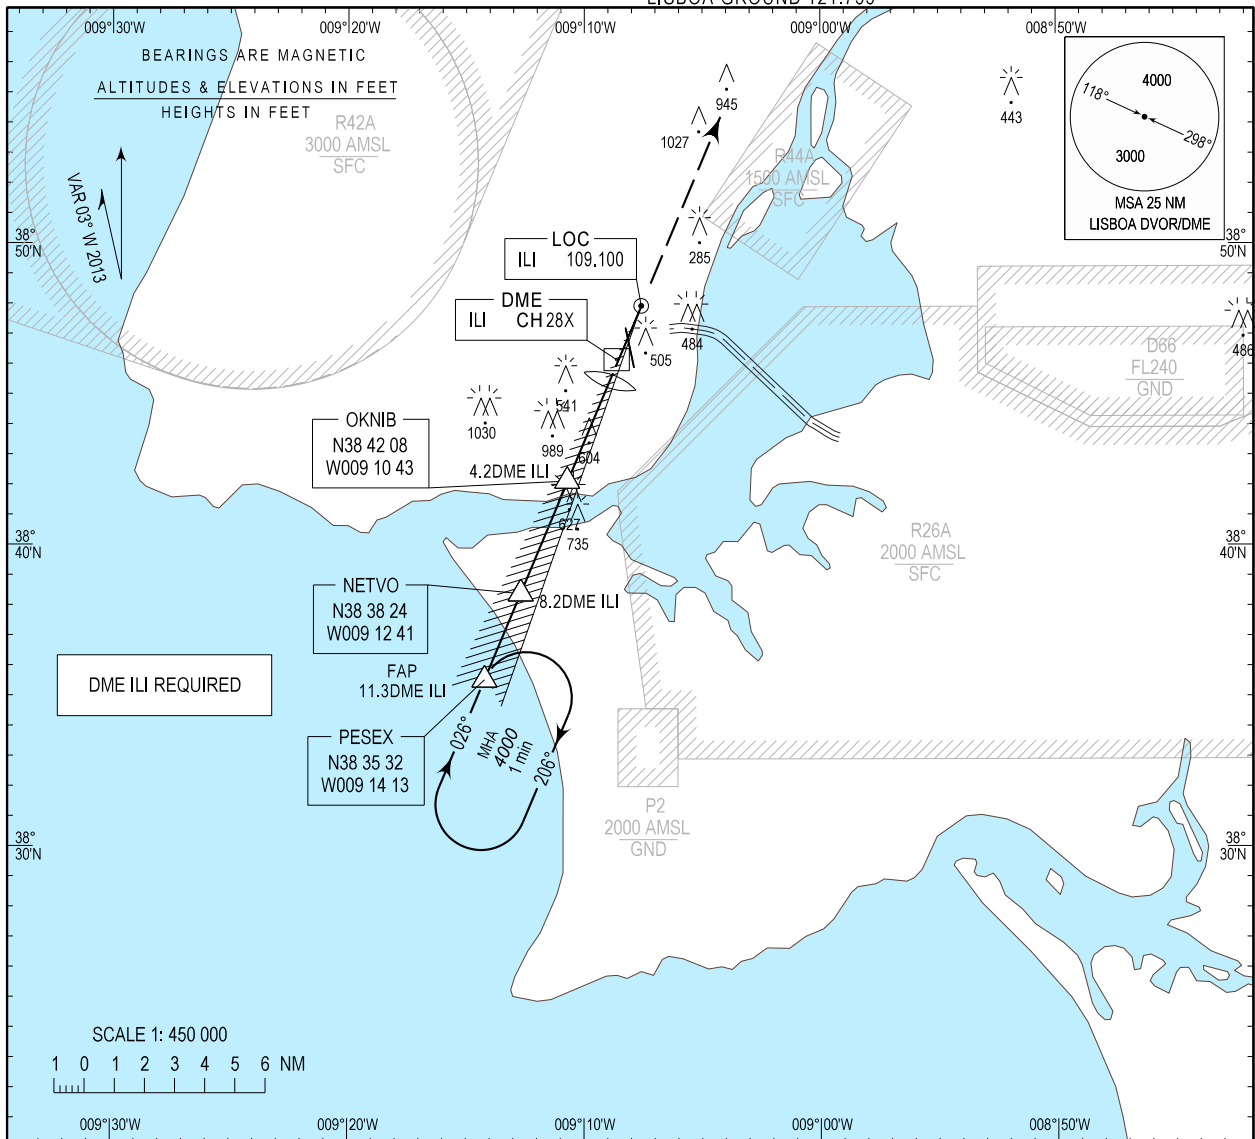 009°30'W
009°20'W
009°10'W
009°00'W
008°50'W
BEARINGS ARE MAGNETIC
ALTITUDES & ELEVATIONS IN FEET
HEIGHTS IN FEET
VAR 03° W 2013
R42A
3000 AMSL
SFC
945
1027
R44A
1500 AMSL
SFC
443
118°
4000
298°
3000
MSA 25 NM
LISBOA DVOR/DME
38°
50'N
38°
50'N
285
LOC
ILI 109.100
DME
ILI CH 28X
505
484
486
D66
FL240
GND
541
1030
989
604
OKNIB
N38 42 08
W009 10 43
4.2DME ILI
627
735
38°
40'N
38°
40'N
R26A
2000 AMSL
SFC
NETVO
N38 38 24
W009 12 41
8.2DME ILI
DME ILI REQUIRED
FAP
11.3DME ILI
PESEX
N38 35 32
W009 14 13
026°
MHA
4000
1 min
206°
P2
2000 AMSL
GND
38°
30'N
38°
30'N
SCALE 1: 450 000
1 0 1 2 3 4 5 6 NM
009°30'W
009°20'W
009°10'W
009°00'W
008°50'W